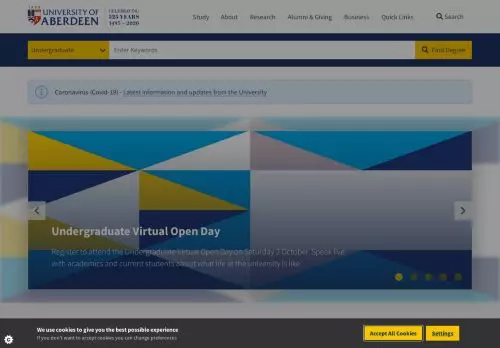 UNIVERSITY OF
ABERDEEN
CELEBRATING
525 YEARS
1495 – 2020
Study
About
Research
Alumni & Giving
Business
Quick Links
Search
Undergraduate
Enter Keywords
Find Degree
Coronavirus (Covid-19) - Latest information and updates from the University
Undergraduate Virtual Open Day
Register to attend the Undergraduate Virtual Open Day on Saturday 2 October. Speak live
with academics and current students about what life at the university is like
We use cookies to give you the best possible experience
If you don't want to accept cookies you can change preferences
Accept All Cookies
Settings